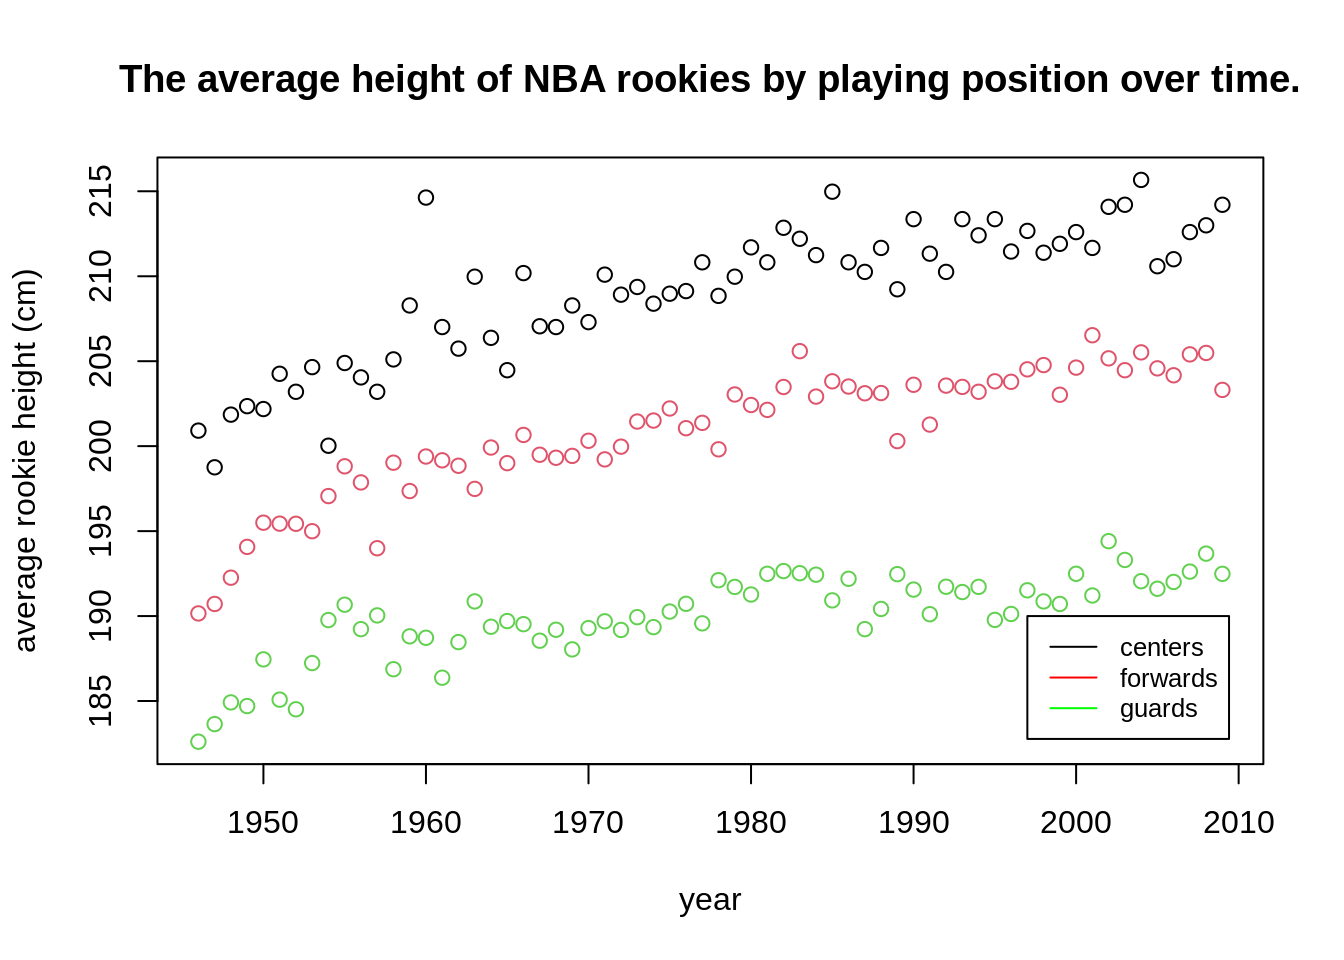 The average height of NBA rookies by playing position over time.
average rookie height (cm)
215
210
205
200
195
190
185
centers
forwards
guards
1950 1960 1970 1980 1990 2000 2010
year